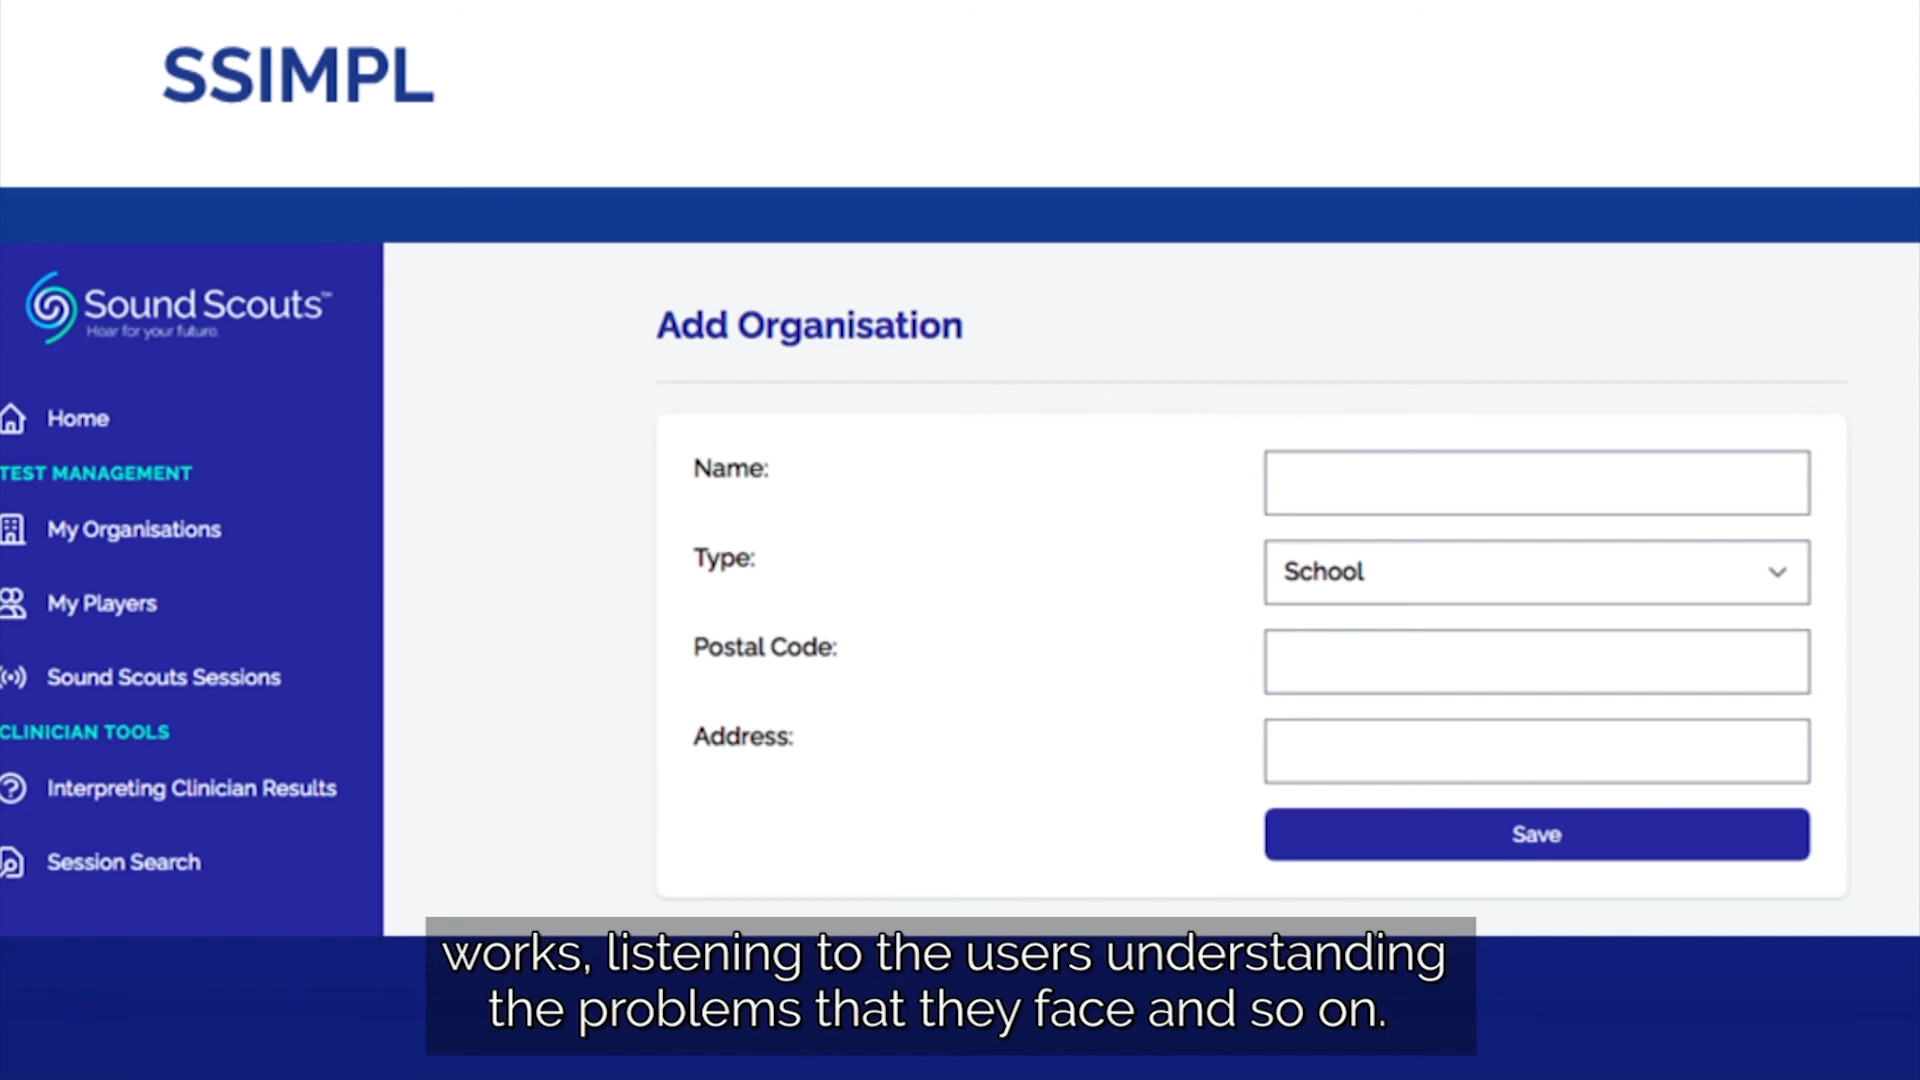 SSIMPL
Sound Scouts™
Hear for your future.
Home
TEST MANAGEMENT
My Organisations
My Players
Sound Scouts Sessions
CLINICIAN TOOLS
Interpreting Clinician Results
Session Search
Add Organisation
Name:
Type:
School
Postal Code:
Address:
Save
works, listening to the users understanding
the problems that they face and so on.